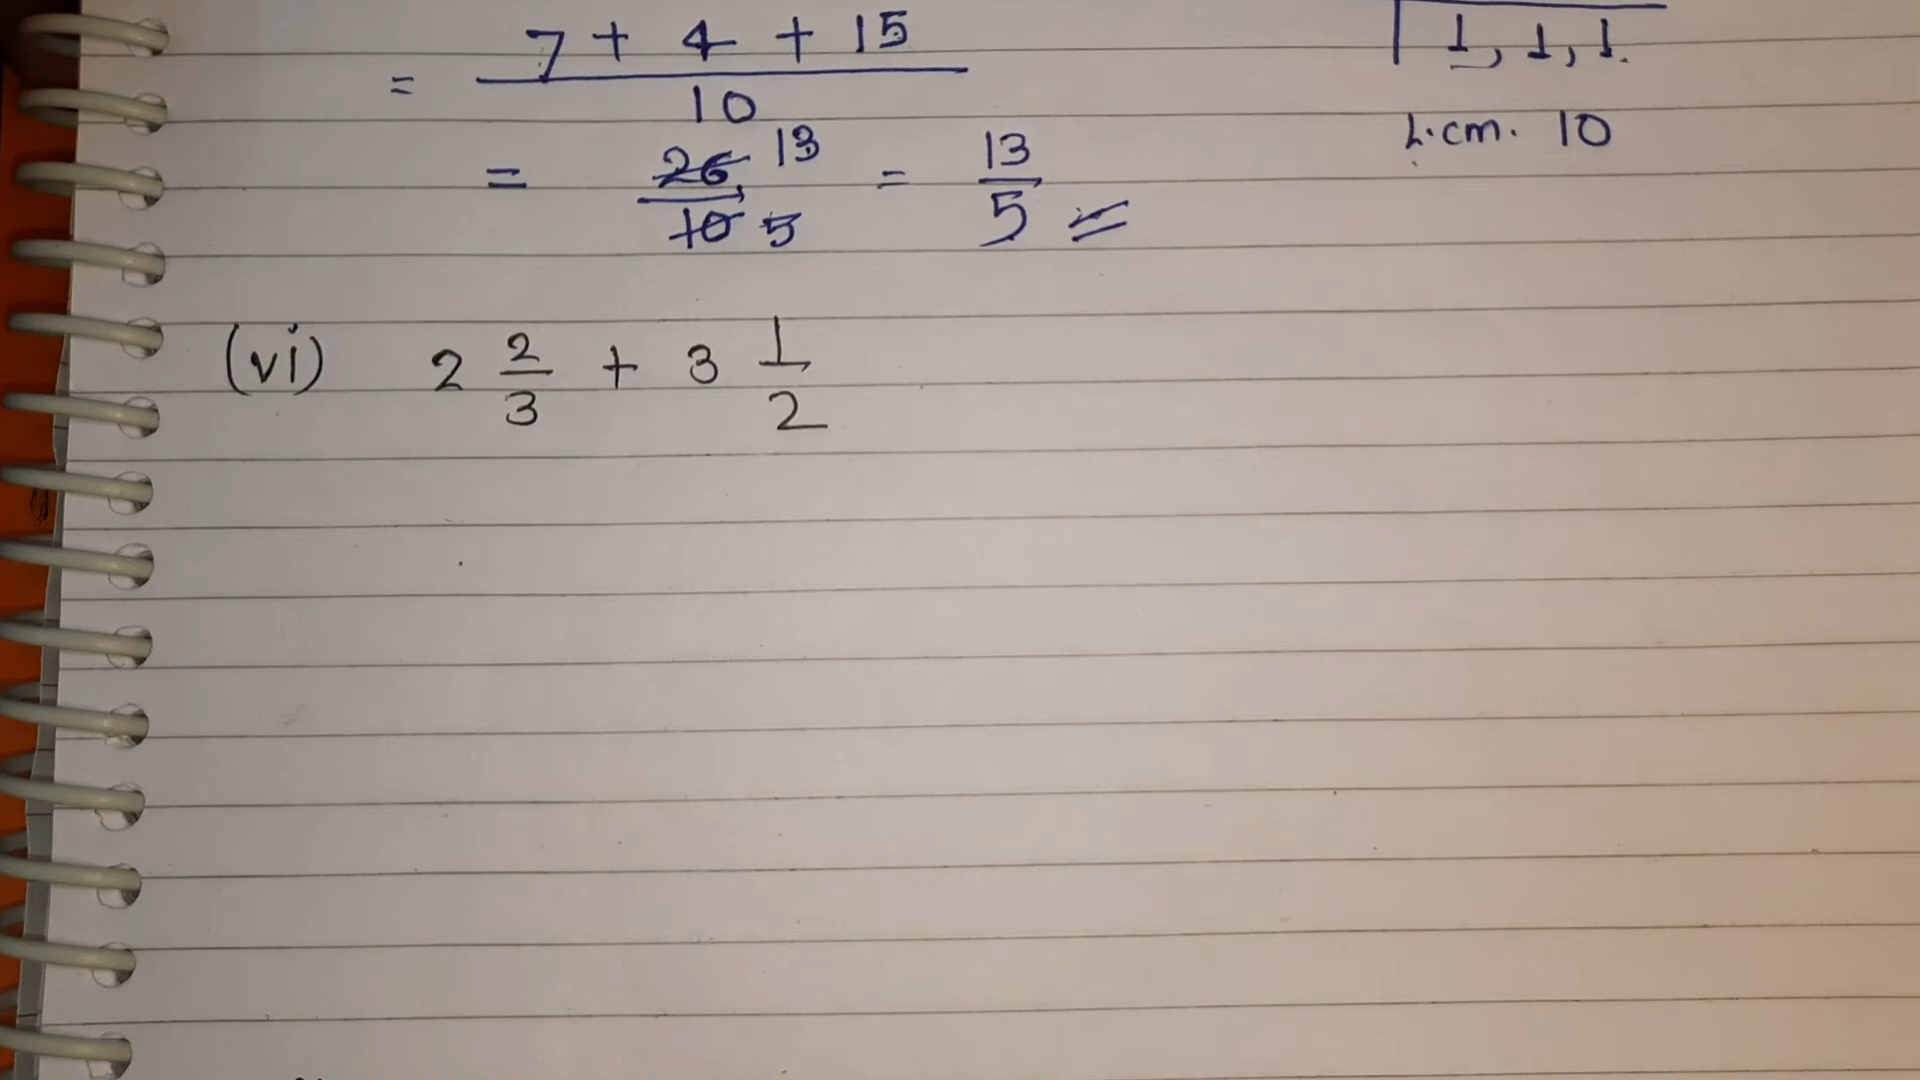 = 7 + 4 + 15 / 10
1, 1, 1.
L.cm. 10
= 26 13 / 10 5 = 13 / 5
(vi) 2 2/3 + 3 1/2